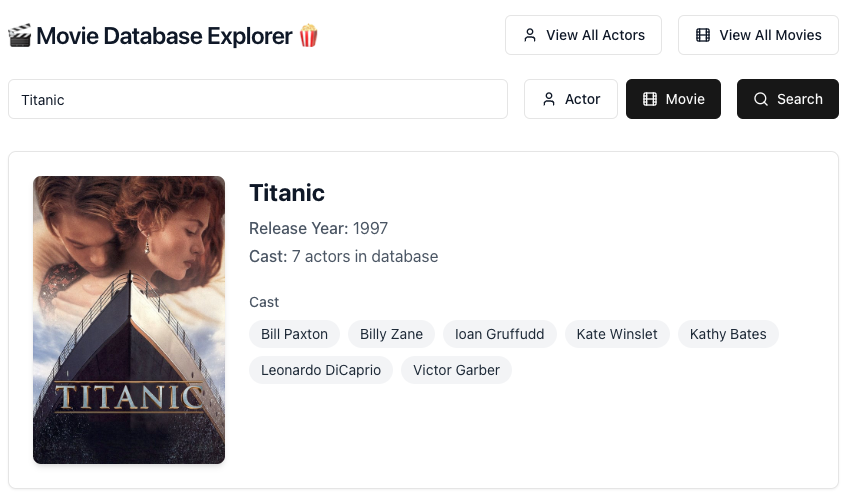 🎬 Movie Database Explorer 🍿
View All Actors
View All Movies
Titanic
Actor
Movie
Search
Titanic
Release Year: 1997
Cast: 7 actors in database
Cast
Bill Paxton
Billy Zane
Ioan Gruffudd
Kate Winslet
Kathy Bates
Leonardo DiCaprio
Victor Garber
TITANIC